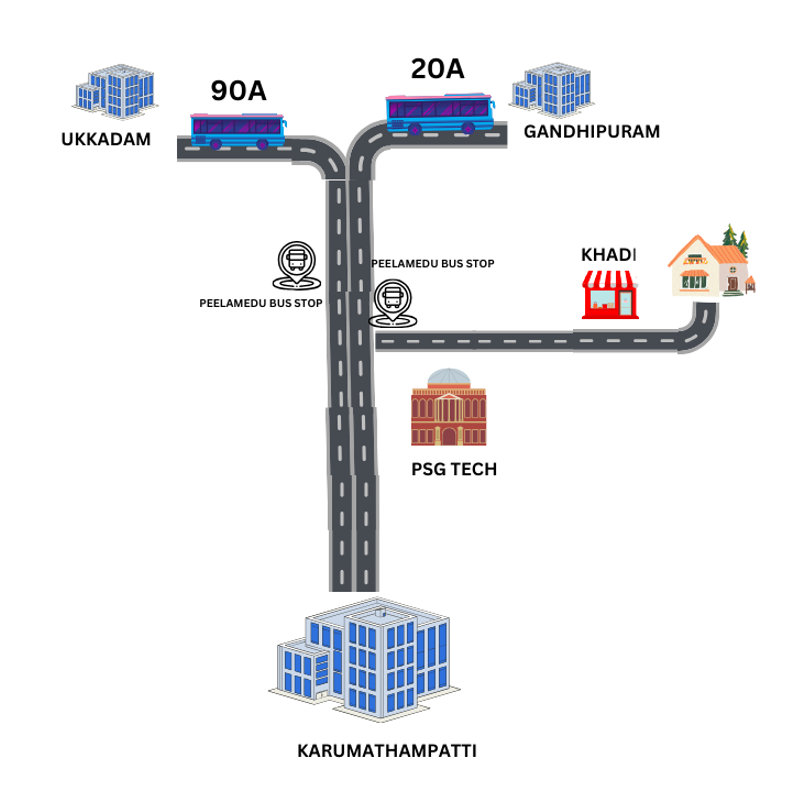 90A
20A
UKKADAM
GANDHIPURAM
KHADI
PEELAMEDU BUS STOP
PEELAMEDU BUS STOP
PSG TECH
KARUMATHAMPATTI